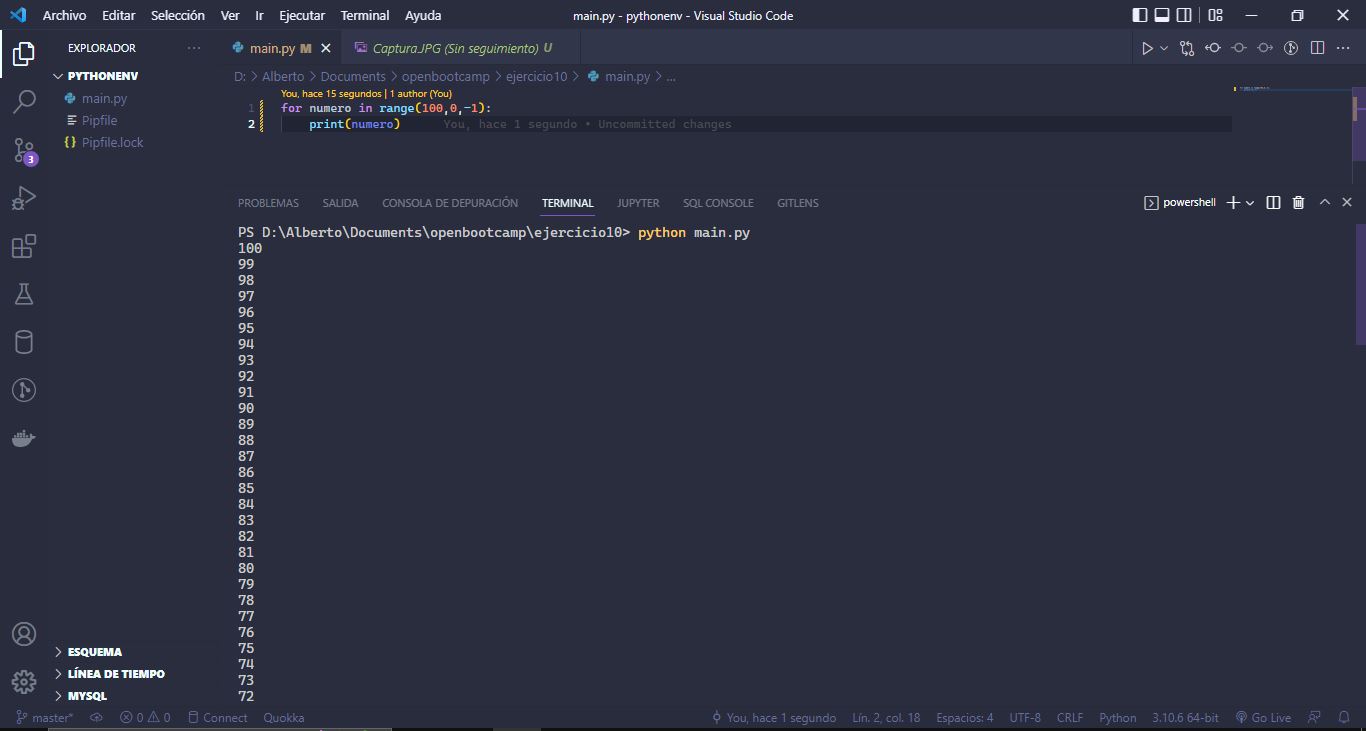 Archivo Editar Selección Ver Ir Ejecutar Terminal Ayuda main.py - pythonenv - Visual Studio Code
EXPLORADOR ... main.py M Captura.JPG (Sin seguimiento) U
PYTHONENV
main.py
Pipfile
Pipfile.lock
3
D: > Alberto > Documents > openbootcamp > ejercicio10 > main.py > ...
You, hace 15 segundos | 1 author (You)
1 for numero in range(100,0,-1):
2 print(numero) You, hace 1 segundo • Uncommitted changes
PROBLEMAS SALIDA CONSOLA DE DEPURACIÓN TERMINAL JUPYTER SQL CONSOLE GITLENS powershell
PS D:\Alberto\Documents\openbootcamp\ejercicio10> python main.py
100
99
98
97
96
95
94
93
92
91
90
89
88
87
86
85
84
83
82
81
80
79
78
77
76
75
74
73
72
ESQUEMA
LÍNEA DE TIEMPO
MYSQL
master* 0 0 Connect Quokka You, hace 1 segundo Lín. 2, col. 18 Espacios: 4 UTF-8 CRLF Python 3.10.6 64-bit Go Live